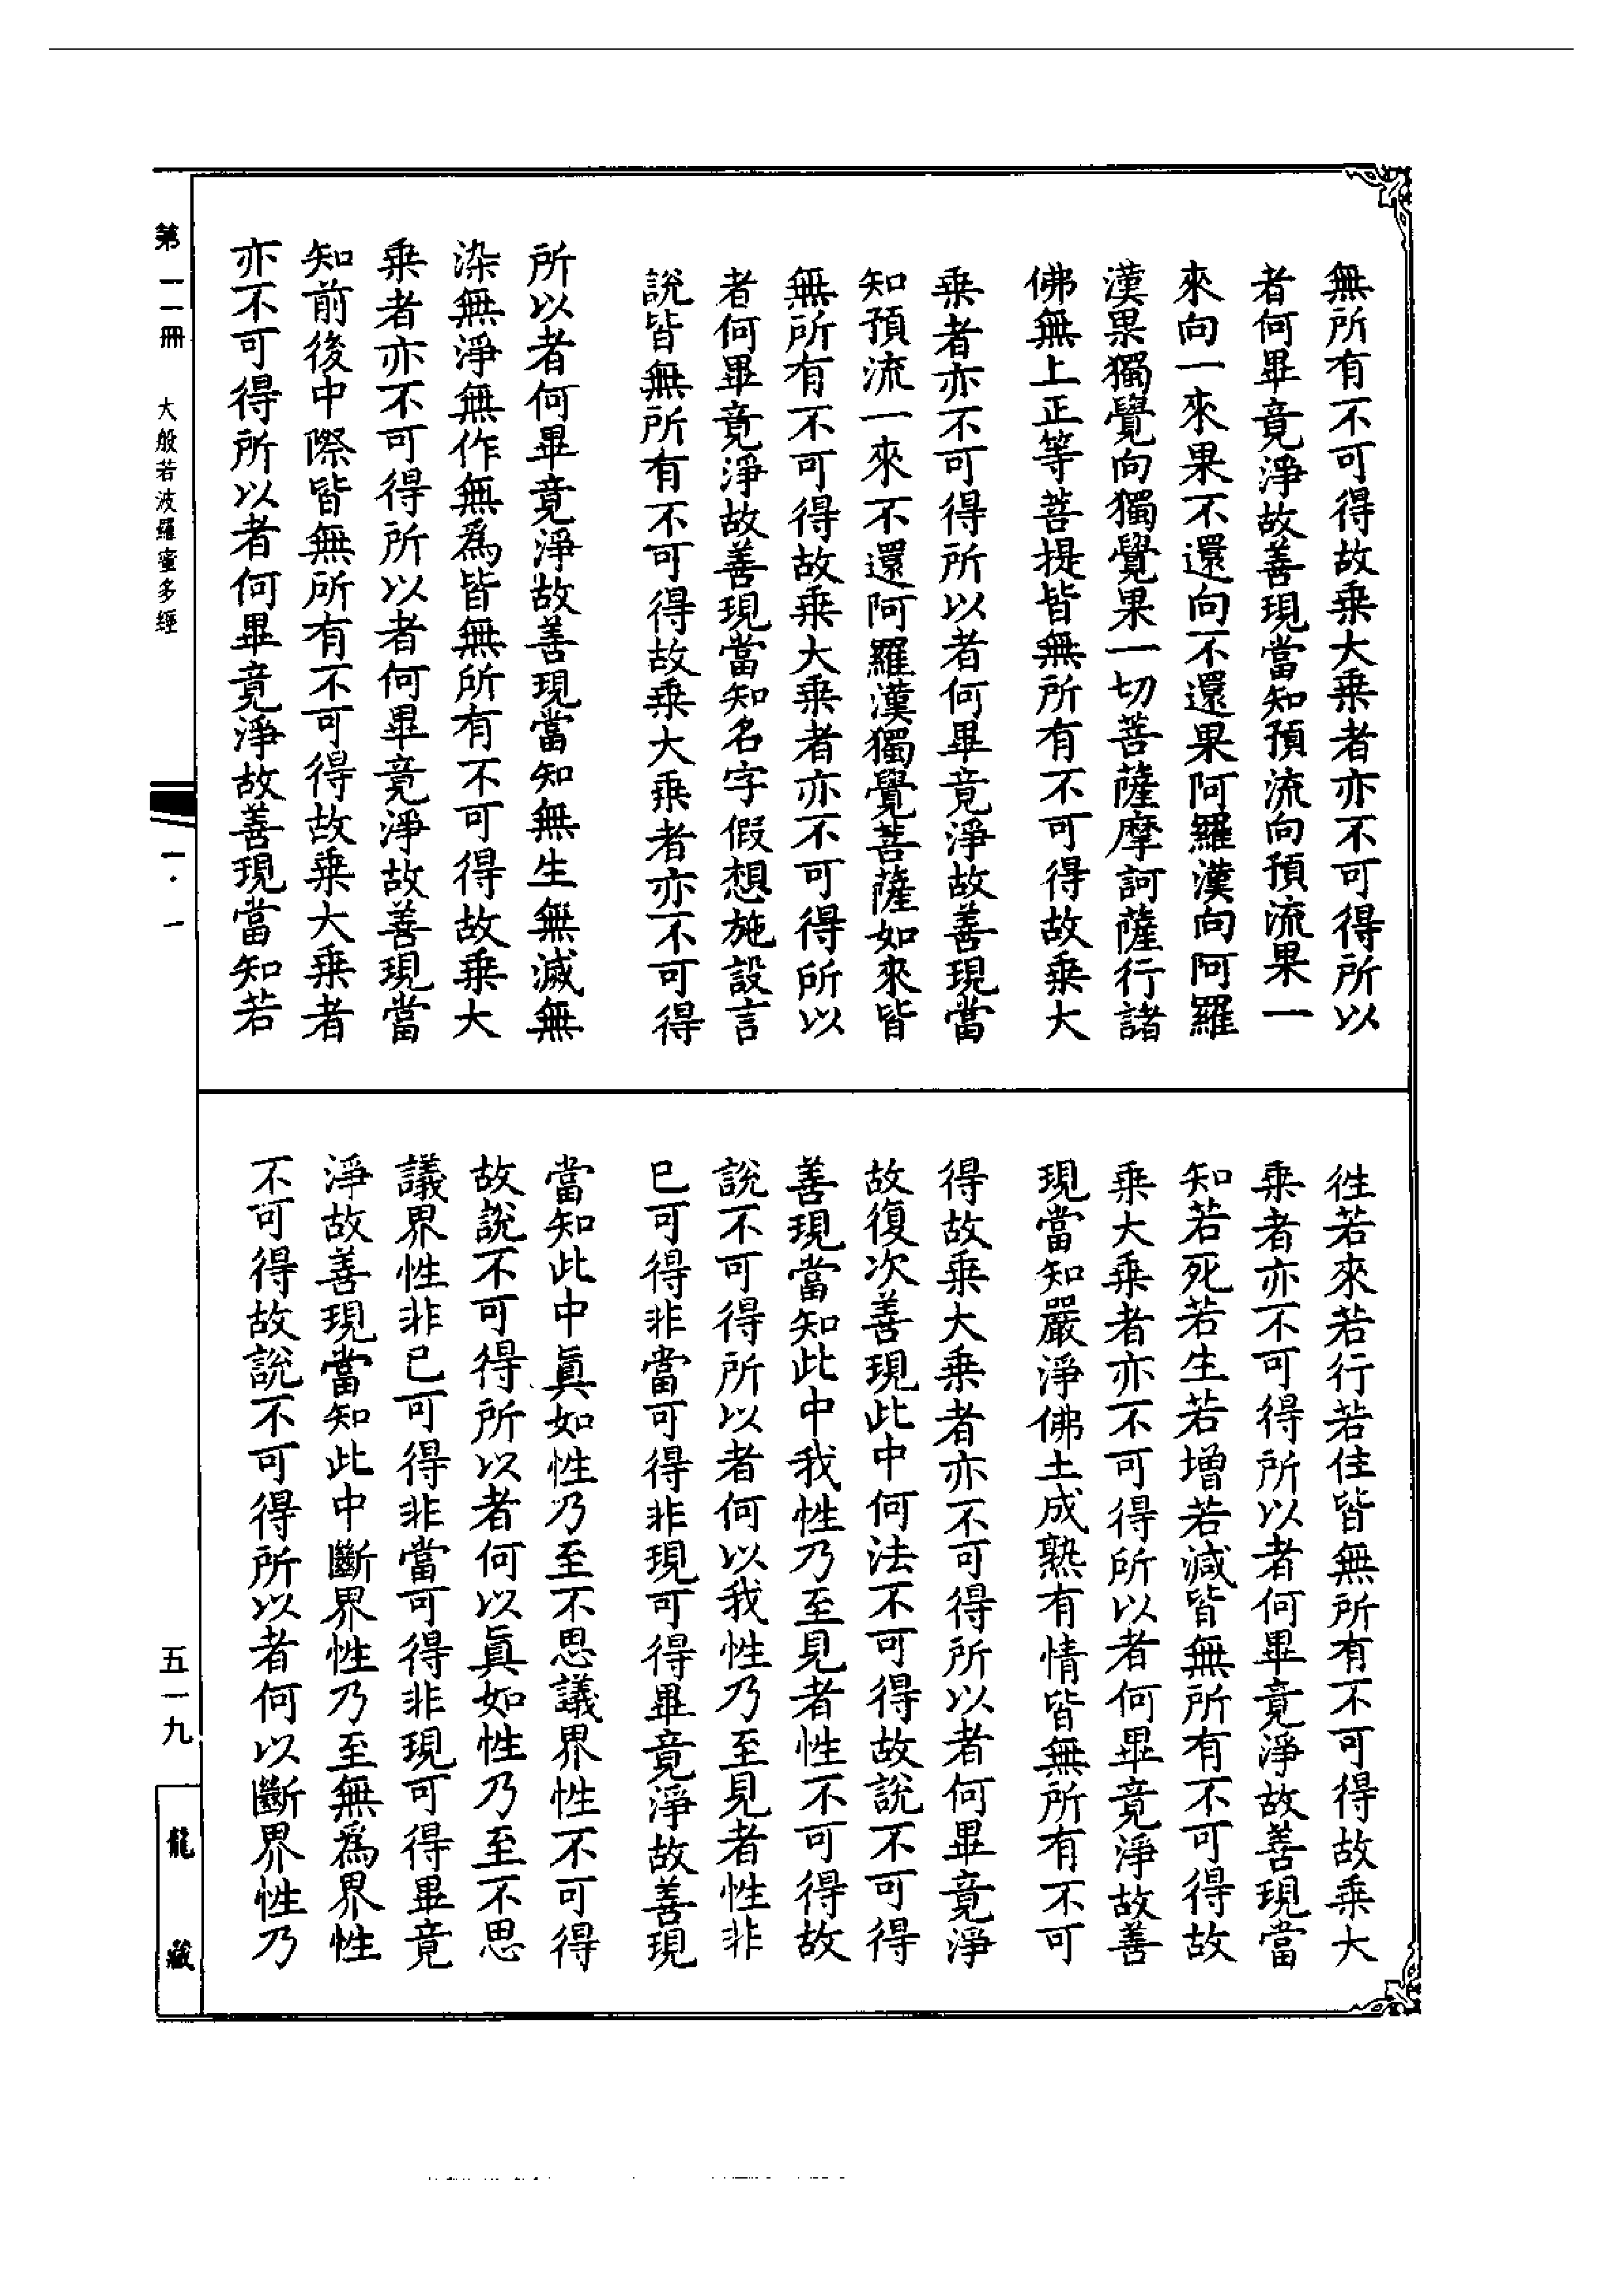 無所有不可得故乗大乗者亦不可得所以
者何畢竟淨故善現當知預流向預流果一
來向一來果不還向不還果阿羅漢向阿羅
漢果獨覺向獨覺果一切菩薩摩訶薩行諸
佛無上正等菩提皆無所有不可得故乗大
乗者亦不可得所以者何畢竟淨故善現當
知預流一來不還阿羅漢獨覺菩薩如來皆
無所有不可得故乗大乗者亦不可得所以
者何畢竟淨故善現當知名字假想施設言
說皆無所有不可得故乗大乗者亦不可得
所以者何畢竟淨故善現當知無生無滅無
染無淨無作無為皆無所有不可得故乗大
乗者亦不可得所以者何畢竟淨故善現當
知前後中際皆無所有不可得故乗大乗者
亦不可得所以者何畢竟淨故善現當知若
徃若來若行若住皆無所有不可得故乗大
乗者亦不可得所以者何畢竟淨故善現當
知若死若生若增若減皆無所有不可得故
乗大乗者亦不可得所以者何畢竟淨故善
現當知嚴淨佛土成熟有情皆無所有不可
得故乗大乗者亦不可得所以者何畢竟淨
故復次善現此中何法不可得故說不可得
善現當知此中我性乃至見者性不可得故
說不可得所以者何以我性乃至見者性非
已可得非當可得非現可得畢竟淨故善現
當知此中真如性乃至不思議界性不可得
故說不可得所以者何以真如性乃至不思
議界性非已可得非當可得非現可得畢竟
淨故善現當知此中斷界性乃至無爲界性
不可得故說不可得所以者何以斷界性乃
第一一冊 大般若波羅蜜多經
一·一
五一九
龍藏